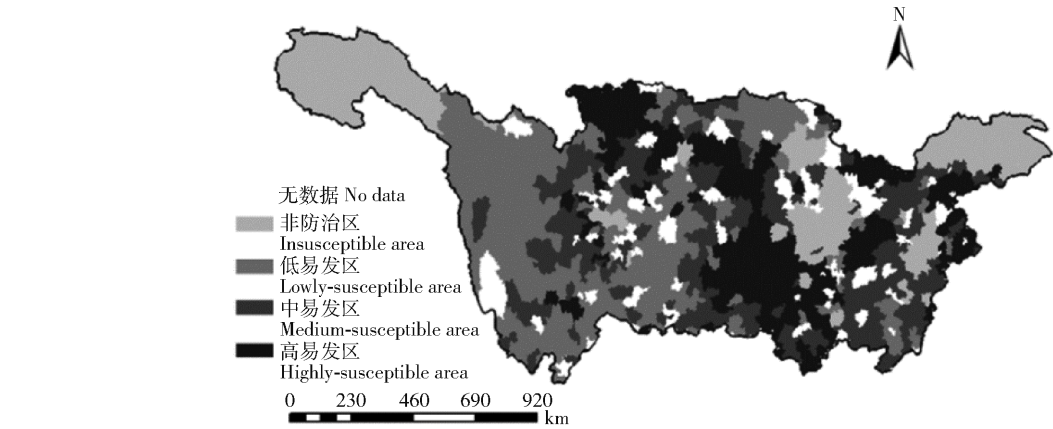 N
无数据 No data
非防治区
Insusceptible area
低易发区
Lowly-susceptible area
中易发区
Medium-susceptible area
高易发区
Highly-susceptible area
0 230 460 690 920
km